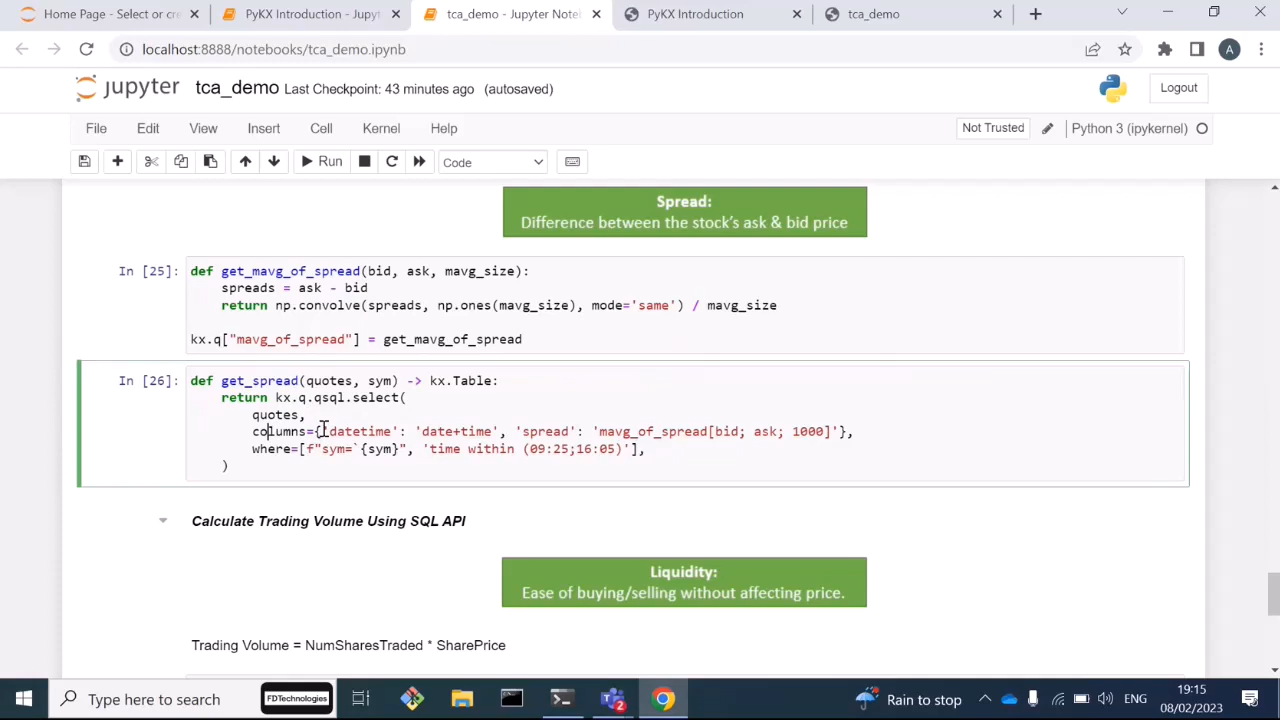 Home Page - Select or cre
PyKX Introduction - Jupyt
tca_demo - Jupyter Note
PyKX Introduction
tca_demo
localhost:8888/notebooks/tca_demo.ipynb
A
jupyter tca_demo Last Checkpoint: 43 minutes ago (autosaved)
Logout
File Edit View Insert Cell Kernel Help
Not Trusted
Python 3 (ipykernel)
Run
Code
Spread:
Difference between the stock's ask & bid price
In [25]: def get_mavg_of_spread(bid, ask, mavg_size):
spreads = ask - bid
return np.convolve(spreads, np.ones(mavg_size), mode='same') / mavg_size
kx.q["mavg_of_spread"] = get_mavg_of_spread
In [26]: def get_spread(quotes, sym) -> kx.Table:
return kx.q.qsql.select(
quotes,
columns={'datetime': 'date+time', 'spread': 'mavg_of_spread[bid; ask; 1000]'},
where=[f"sym=`{sym}", 'time within (09:25;16:05)'],
)
Calculate Trading Volume Using SQL API
Liquidity:
Ease of buying/selling without affecting price.
Trading Volume = NumSharesTraded * SharePrice
Type here to search
FDTechnologies
2
Rain to stop
ENG
19:15
08/02/2023